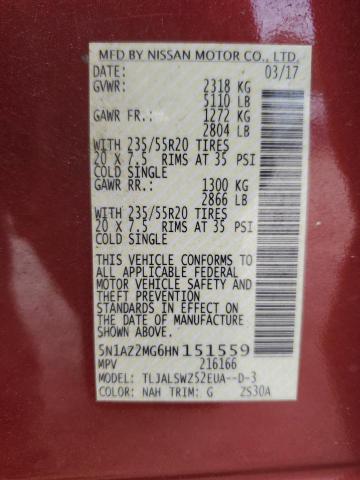 MFD BY NISSAN MOTOR CO., LTD.
DATE: 03/17
GVWR: 2318 KG
5110 LB
GAWR FR.: 1272 KG
2804 LB
WITH 235/55R20 TIRES
20 X 7.5 RIMS AT 35 PSI
COLD SINGLE
GAWR RR.: 1300 KG
2866 LB
WITH 235/55R20 TIRES
20 X 7.5 RIMS AT 35 PSI
COLD SINGLE
THIS VEHICLE CONFORMS TO
ALL APPLICABLE FEDERAL
MOTOR VEHICLE SAFETY AND
THEFT PREVENTION
STANDARDS IN EFFECT ON
THE DATE OF MANUFACTURE
SHOWN ABOVE.
5N1AZ2MG6HN151559
MPV 216166
MODEL: TLJALSWZ52EUA--D-3
COLOR: NAH TRIM: G ZS30A